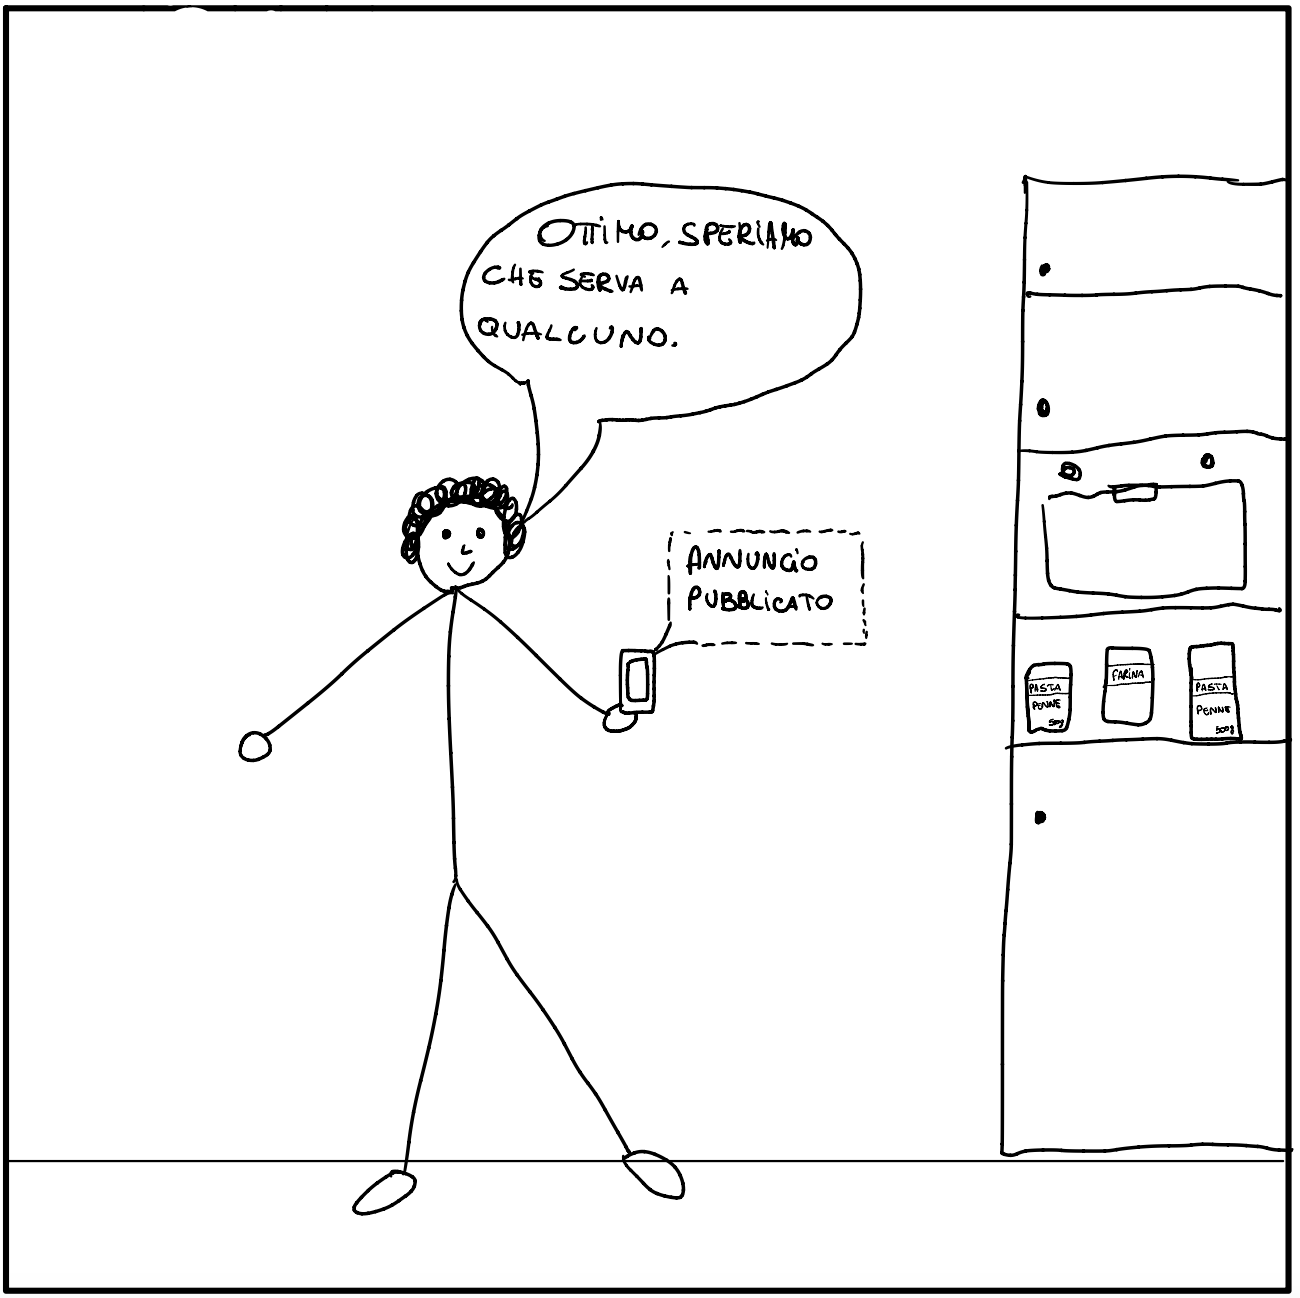 OTTIMO, SPERIAMO
CHE SERVA A
QUALCUNO.
ANNUNCIO
PUBBLICATO
PASTA
PENNE
500g
FARINA
PASTA
PENNE
500g